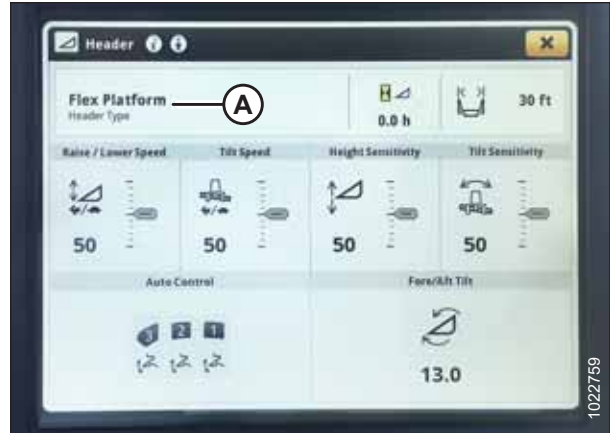 Header
Flex Platform
Header Type
A
0.0 h
30 ft
Raise / Lower Speed
Tilt Speed
Height Sensitivity
Tilt Sensitivity
50
50
50
50
Auto Control
Fore/Aft Tilt
3 2 1
13.0
1022759